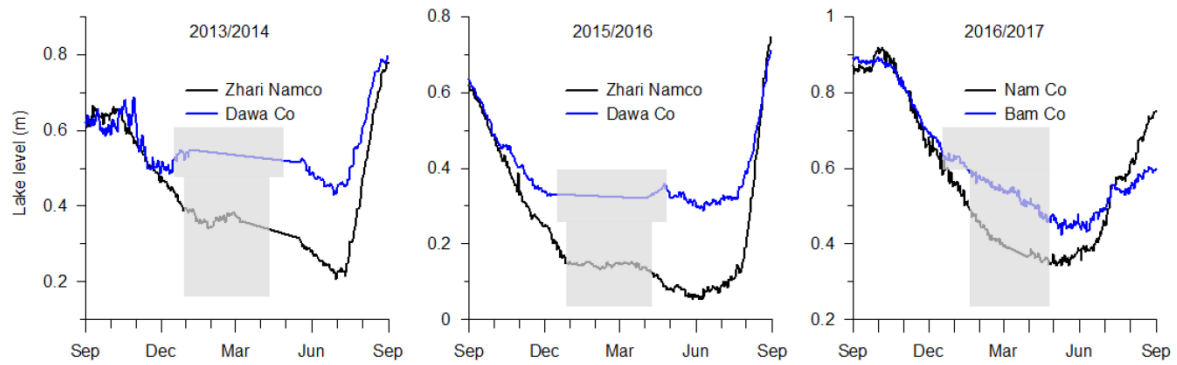 2013/2014
0.8
Zhari Namco
Dawa Co
0.6
Lake level (m)
0.4
0.2
Sep Dec Mar Jun Sep
2015/2016
0.8
Zhari Namco
Dawa Co
0.6
0.4
0.2
0
Sep Dec Mar Jun Sep
2016/2017
1
Nam Co
Bam Co
0.8
0.6
0.4
0.2
Sep Dec Mar Jun Sep